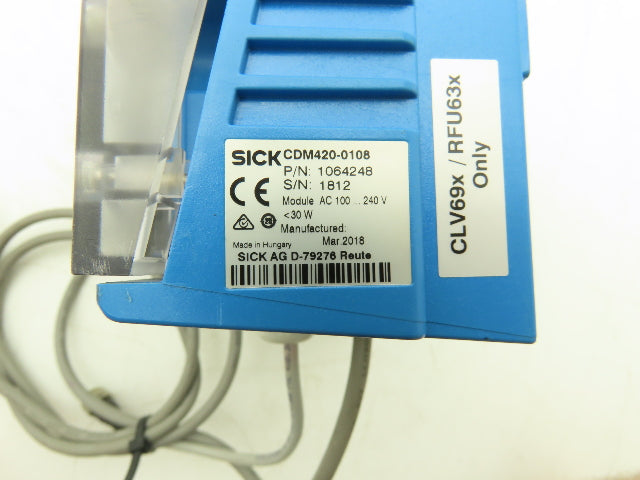 SICK CDM420-0108
P/N: 1064248
S/N: 1812
CE
Module AC 100 ... 240 V
<30 W
Manufactured:
Mar.2018
Made in Hungary
SICK AG D-79276 Reute
CLV69x / RFU63x
Only